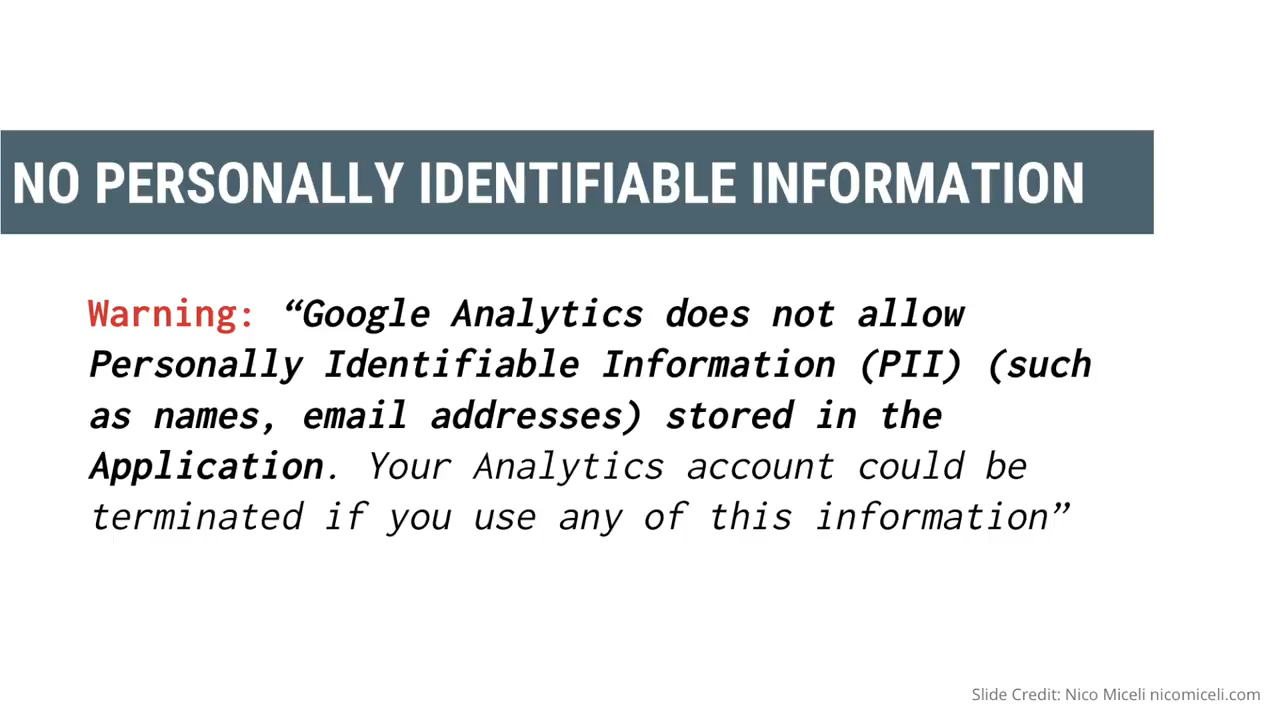 NO PERSONALLY IDENTIFIABLE INFORMATION
Warning: “Google Analytics does not allow
Personally Identifiable Information (PII) (such
as names, email addresses) stored in the
Application. Your Analytics account could be
terminated if you use any of this information”
Slide Credit: Nico Miceli nicomiceli.com